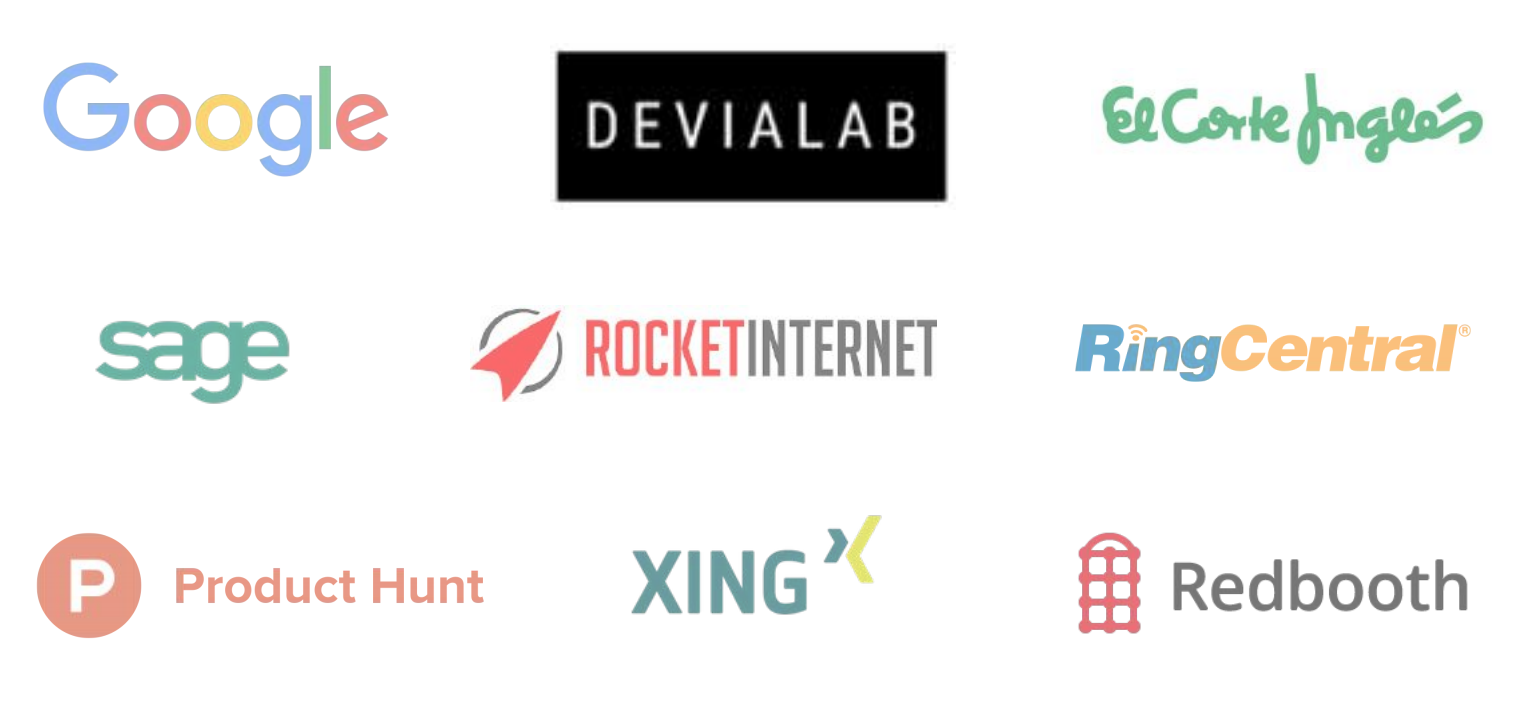 Google
DEVIALAB
El Corte Inglés
sage
ROCKETINTERNET
RingCentral®
P Product Hunt
XING
Redbooth